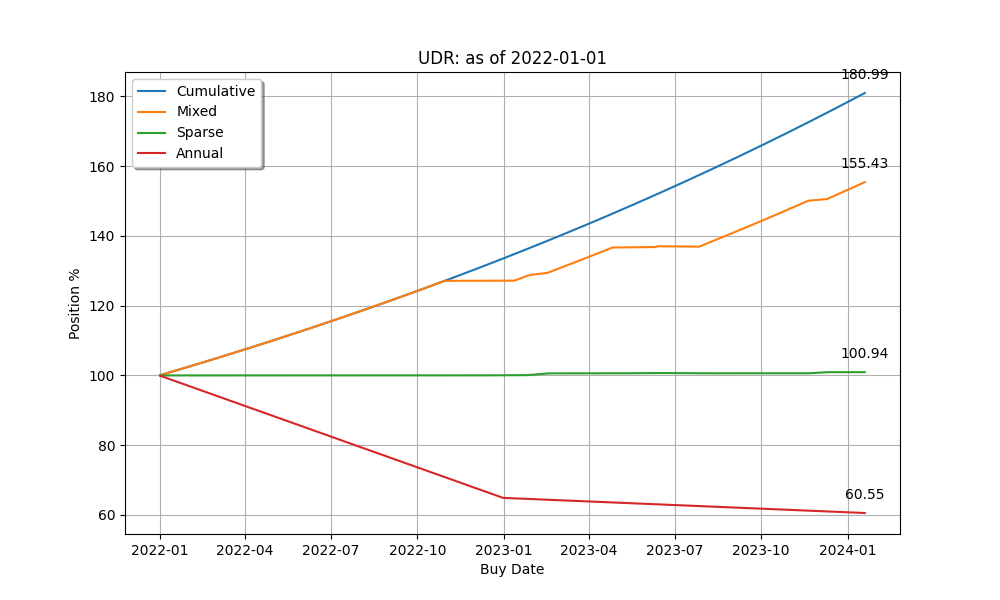 UDR: as of 2022-01-01
180.99
180
Cumulative
Mixed
Sparse
Annual
155.43
160
140
120
100.94
100
80
60.55
60
Position %
2022-01 2022-04 2022-07 2022-10 2023-01 2023-04 2023-07 2023-10 2024-01
Buy Date